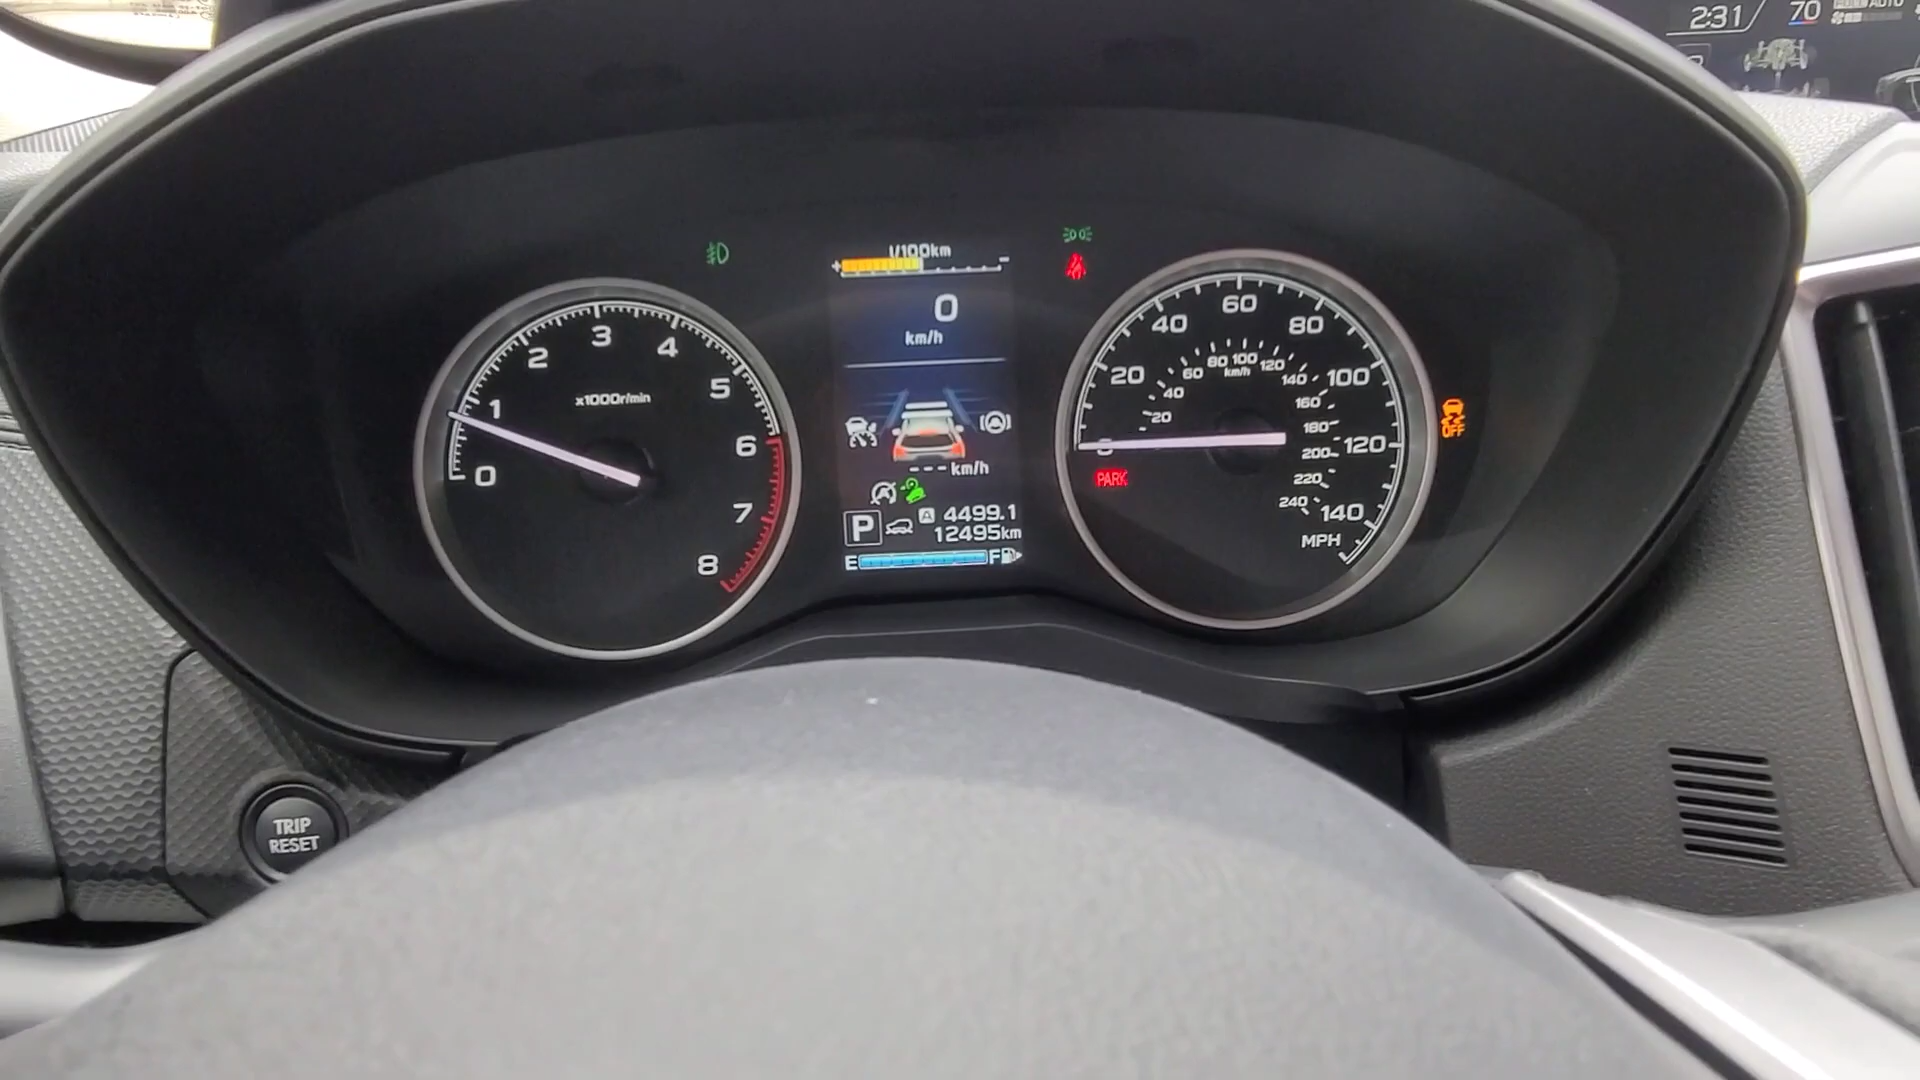 2:31 70 AUTO
l/100km
+ -
0
km/h
--- km/h
P A 4499.1
12495km
E F
0
1
2
3
4
5
6
7
8
x1000r/min
0
20
40
60
80
100
120
140
MPH
20
40
60
80
100
120
140
160
180
200
220
240
km/h
PARK
OFF
TRIP
RESET